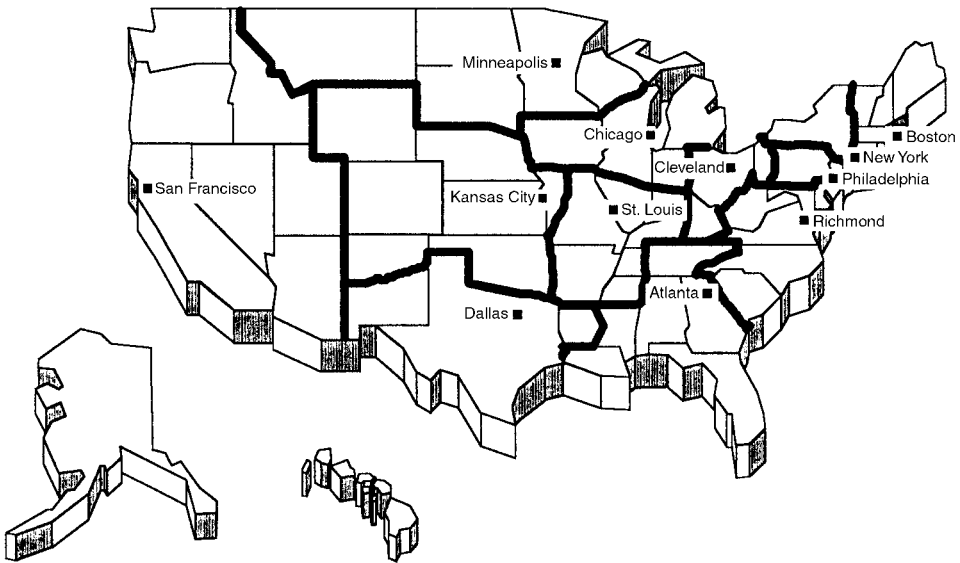 Minneapolis
Chicago
Boston
Cleveland
New York
Philadelphia
San Francisco
Kansas City
St. Louis
Richmond
Atlanta
Dallas